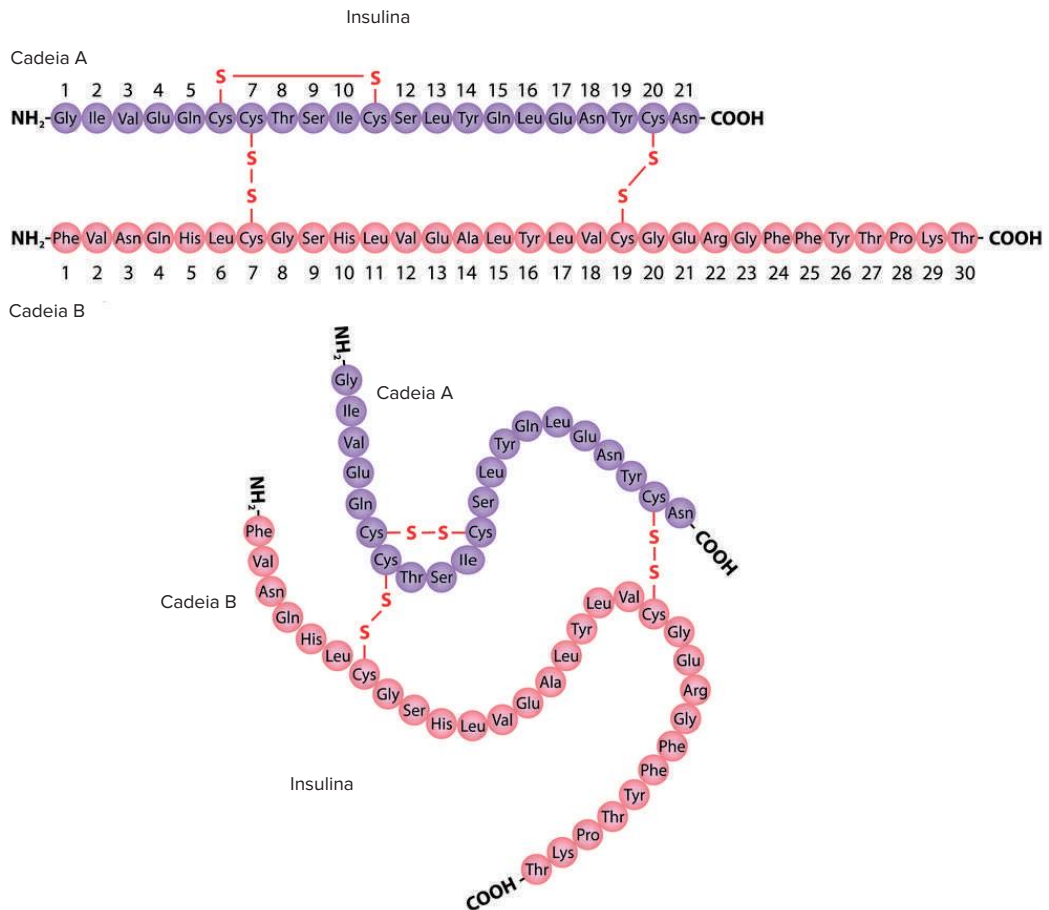 Insulina
Cadeia A
S S
1 2 3 4 5 7 8 9 10 12 13 14 15 16 17 18 19 20 21
NH2-Gly Ile Val Glu Gln Cys Cys Thr Ser Ile Cys Ser Leu Tyr Gln Leu Glu Asn Tyr Cys Asn-COOH
S S
S S
NH2-Phe Val Asn Gln His Leu Cys Gly Ser His Leu Val Glu Ala Leu Tyr Leu Val Cys Gly Glu Arg Gly Phe Phe Tyr Thr Pro Lys Thr-COOH
1 2 3 4 5 6 7 8 9 10 11 12 13 14 15 16 17 18 19 20 21 22 23 24 25 26 27 28 29 30
Cadeia B
Cadeia A
NH2-Gly Ile Val Glu Gln Cys Cys Thr Ser Ile Cys Ser Leu Tyr Gln Leu Glu Asn Tyr Cys Asn-COOH
S S
S S
S S
Cadeia B
NH2-Phe Val Asn Gln His Leu Cys Gly Ser His Leu Val Glu Ala Leu Tyr Leu Val Cys Gly Glu Arg Gly Phe Phe Tyr Thr Pro Lys Thr-COOH
Insulina